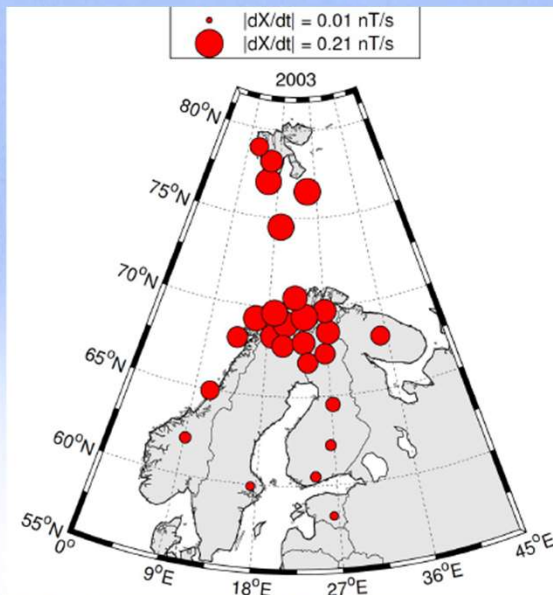 |dX/dt| = 0.01 nT/s
|dX/dt| = 0.21 nT/s
2003
80°N
75°N
70°N
65°N
60°N
55°N
0°
9°E
18°E
27°E
36°E
45°E